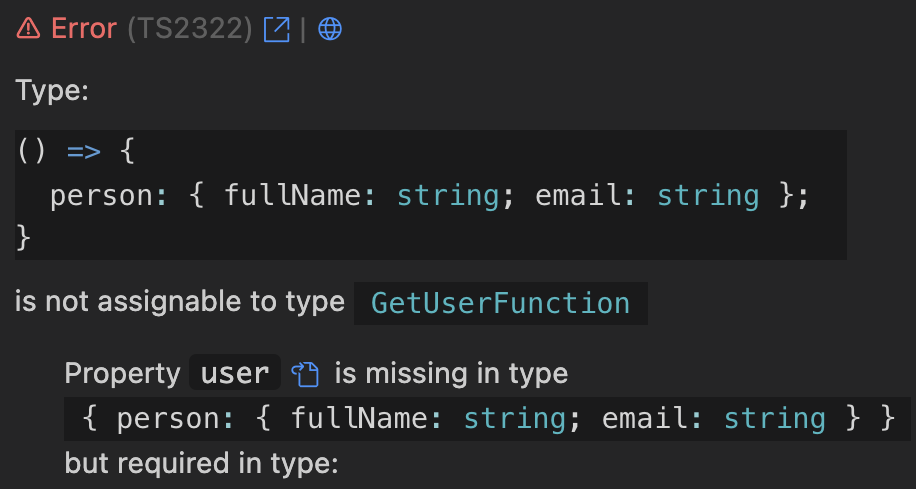 Error (TS2322) |
Type:
() => {
person: { fullName: string; email: string };
}
is not assignable to type GetUserFunction
Property user is missing in type
{ person: { fullName: string; email: string } }
but required in type: